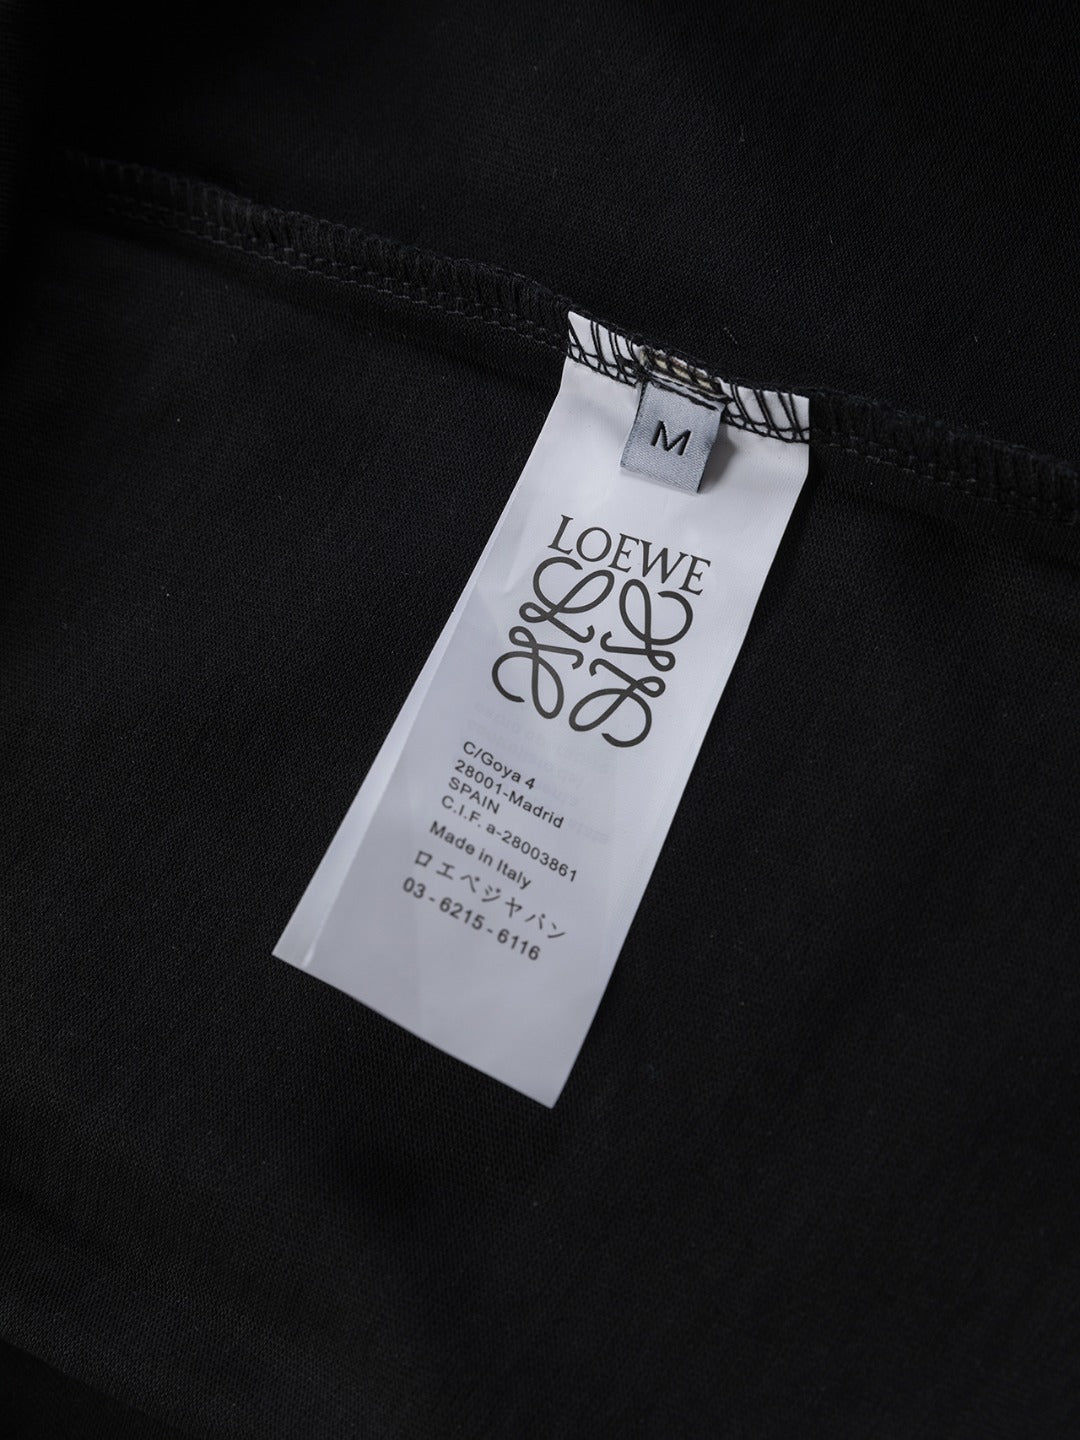 M
LOEWE
C/Goya 4
28001-Madrid
SPAIN
C.I.F. a-28003861
Made in Italy
ロエベジャパン
03 - 6215 - 6116